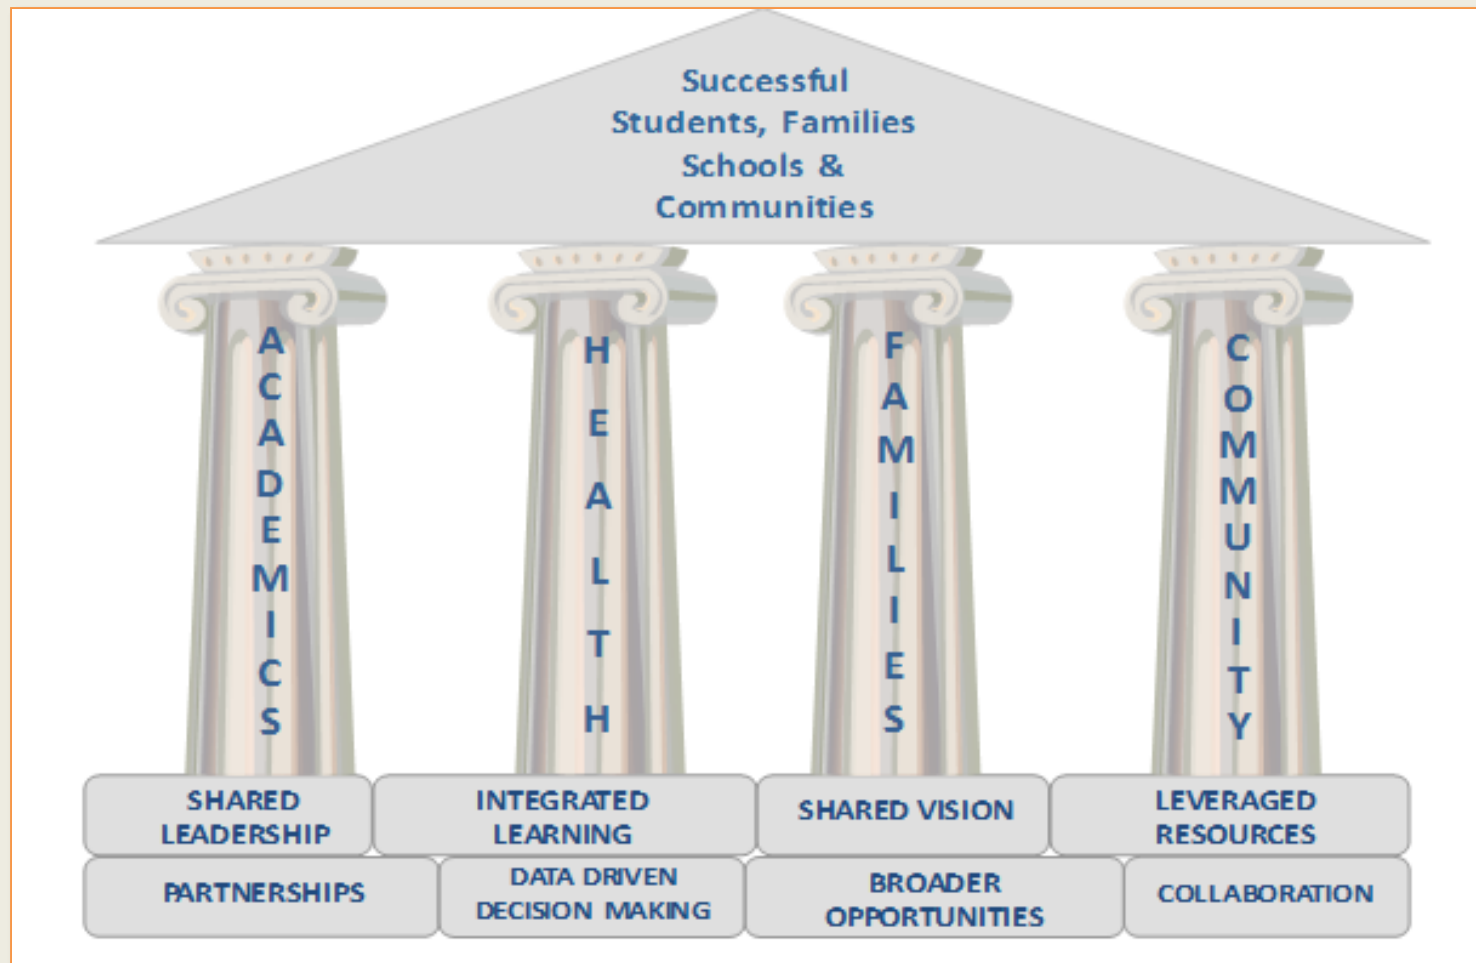 Successful
Students, Families
Schools &
Communities
ACADEMICS
HEALTH
FAMILIES
COMMUNITY
SHARED
LEADERSHIP
INTEGRATED
LEARNING
SHARED VISION
LEVERAGED
RESOURCES
PARTNERSHIPS
DATA DRIVEN
DECISION MAKING
BROADER
OPPORTUNITIES
COLLABORATION